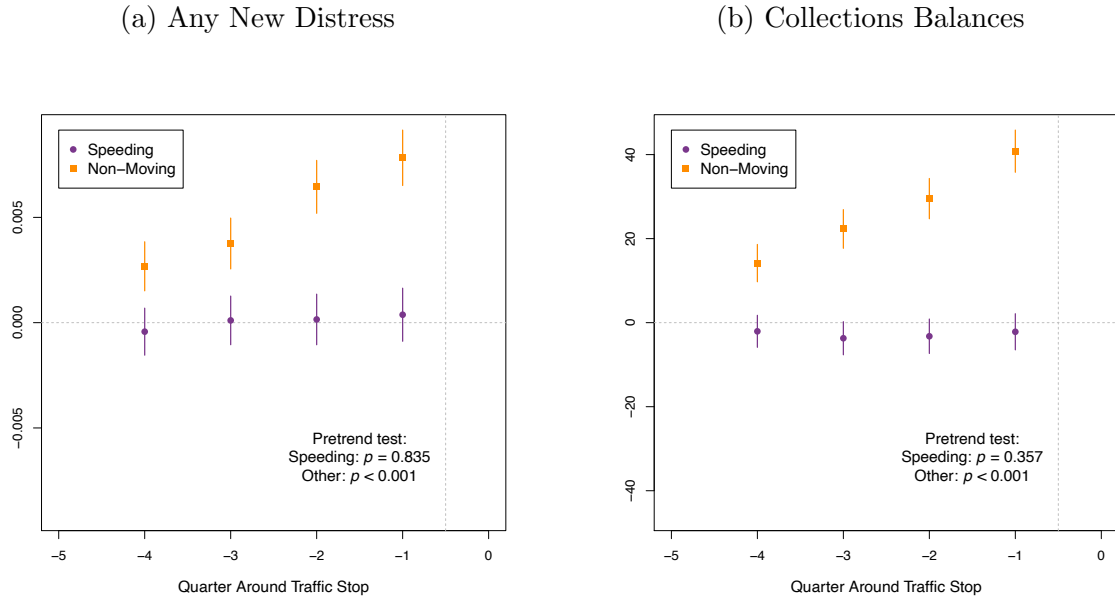 (a) Any New Distress
Speeding
Non−Moving
0.005
0.000
−0.005
Pretrend test:
Speeding: p = 0.835
Other: p < 0.001
−5 −4 −3 −2 −1 0
Quarter Around Traffic Stop
(b) Collections Balances
Speeding
Non−Moving
40
20
0
−20
−40
Pretrend test:
Speeding: p = 0.357
Other: p < 0.001
−5 −4 −3 −2 −1 0
Quarter Around Traffic Stop